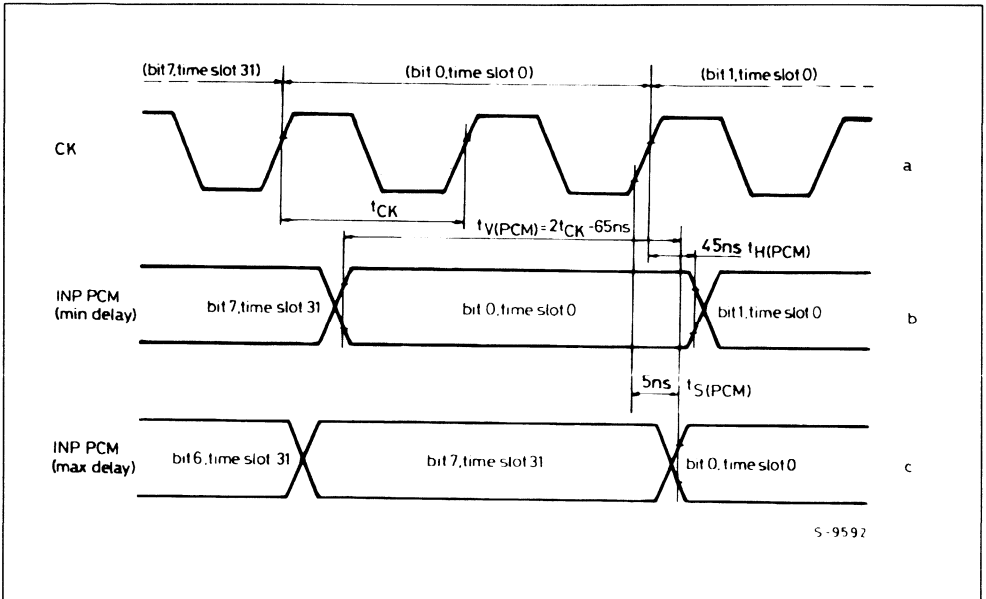 (bit 7, time slot 31)
(bit 0, time slot 0)
(bit 1, time slot 0)
CK
a
tCK
tV(PCM) = 2tCK -65ns
45ns tH(PCM)
INP PCM
(min delay)
bit 7, time slot 31
bit 0, time slot 0
bit 1, time slot 0
b
5ns tS(PCM)
INP PCM
(max delay)
bit 6, time slot 31
bit 7, time slot 31
bit 0, time slot 0
c
S-9592